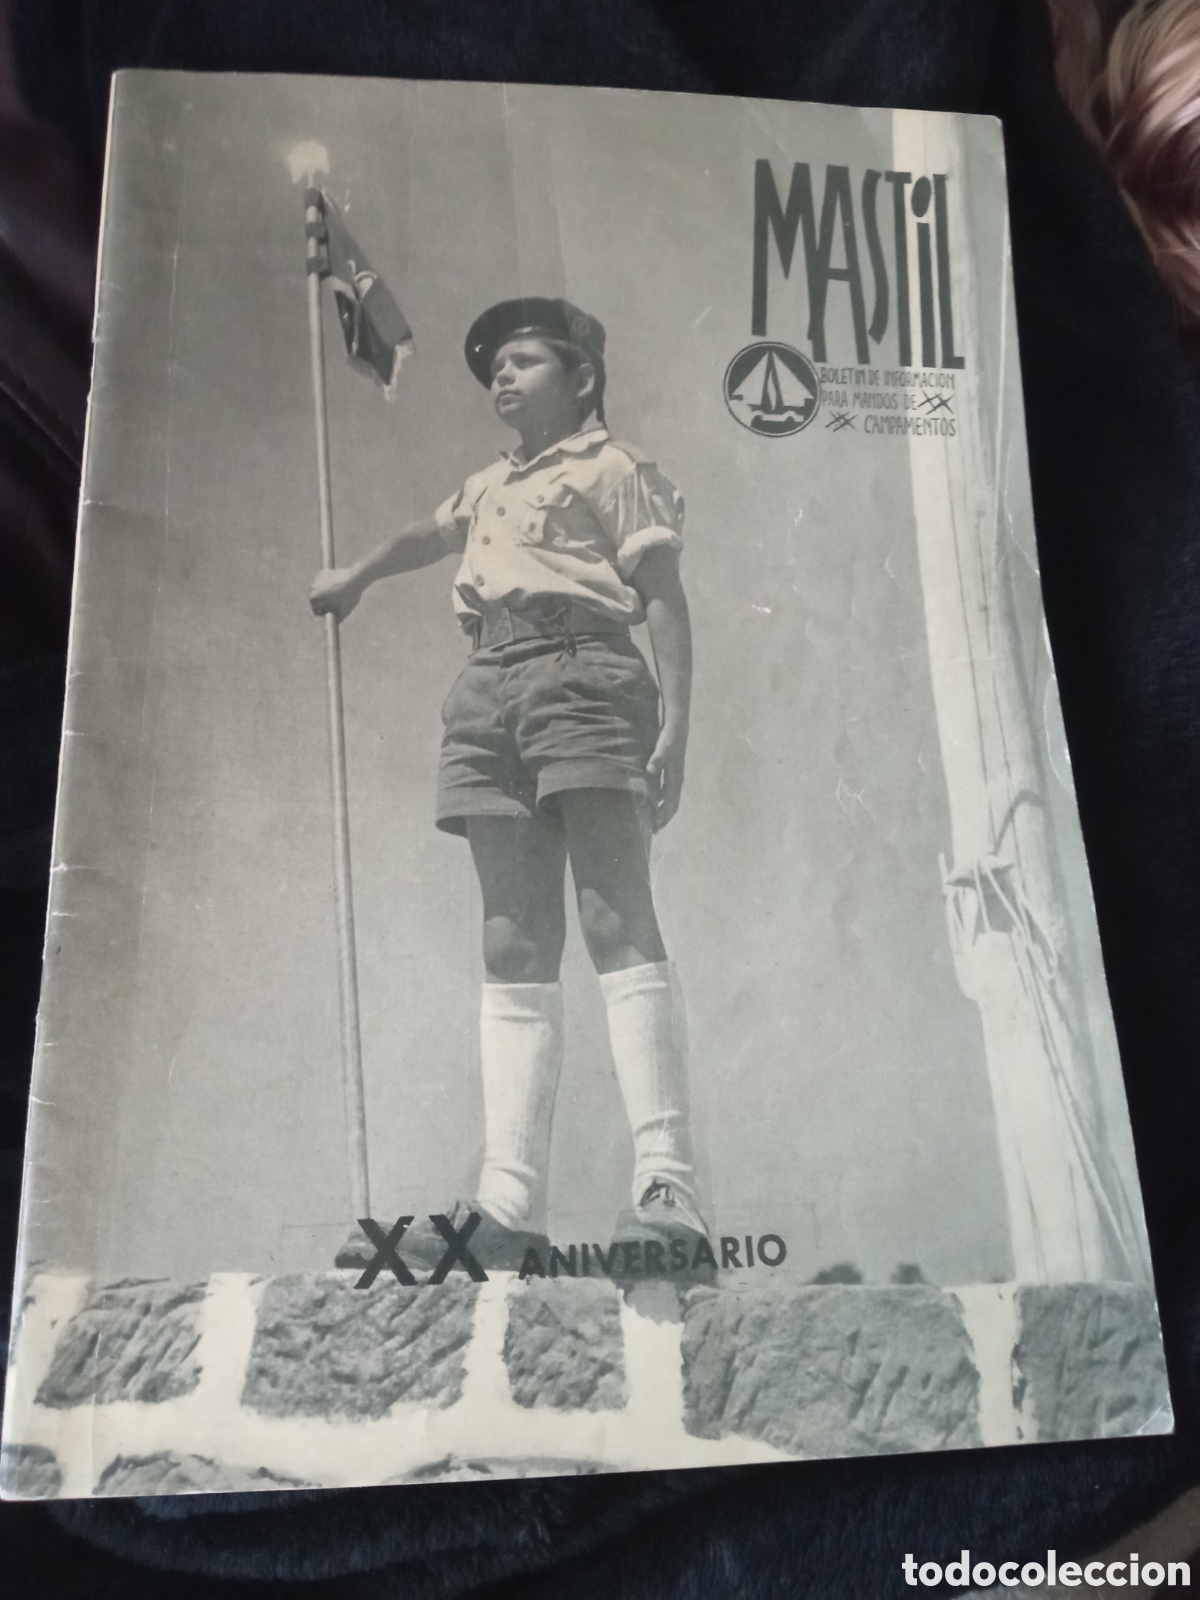 MASTiL
BOLETIN DE INFORMACION
PARA MANDOS DE
CAMPAMENTOS
XX ANIVERSARIO
todocoleccion